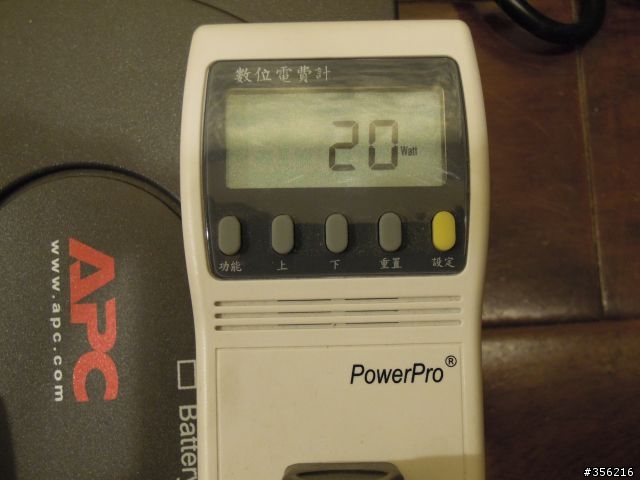 數位電費計
20 Watt
功能 上 下 重置 設定
PowerPro®
APC
www.apc.com
Battery
#356216